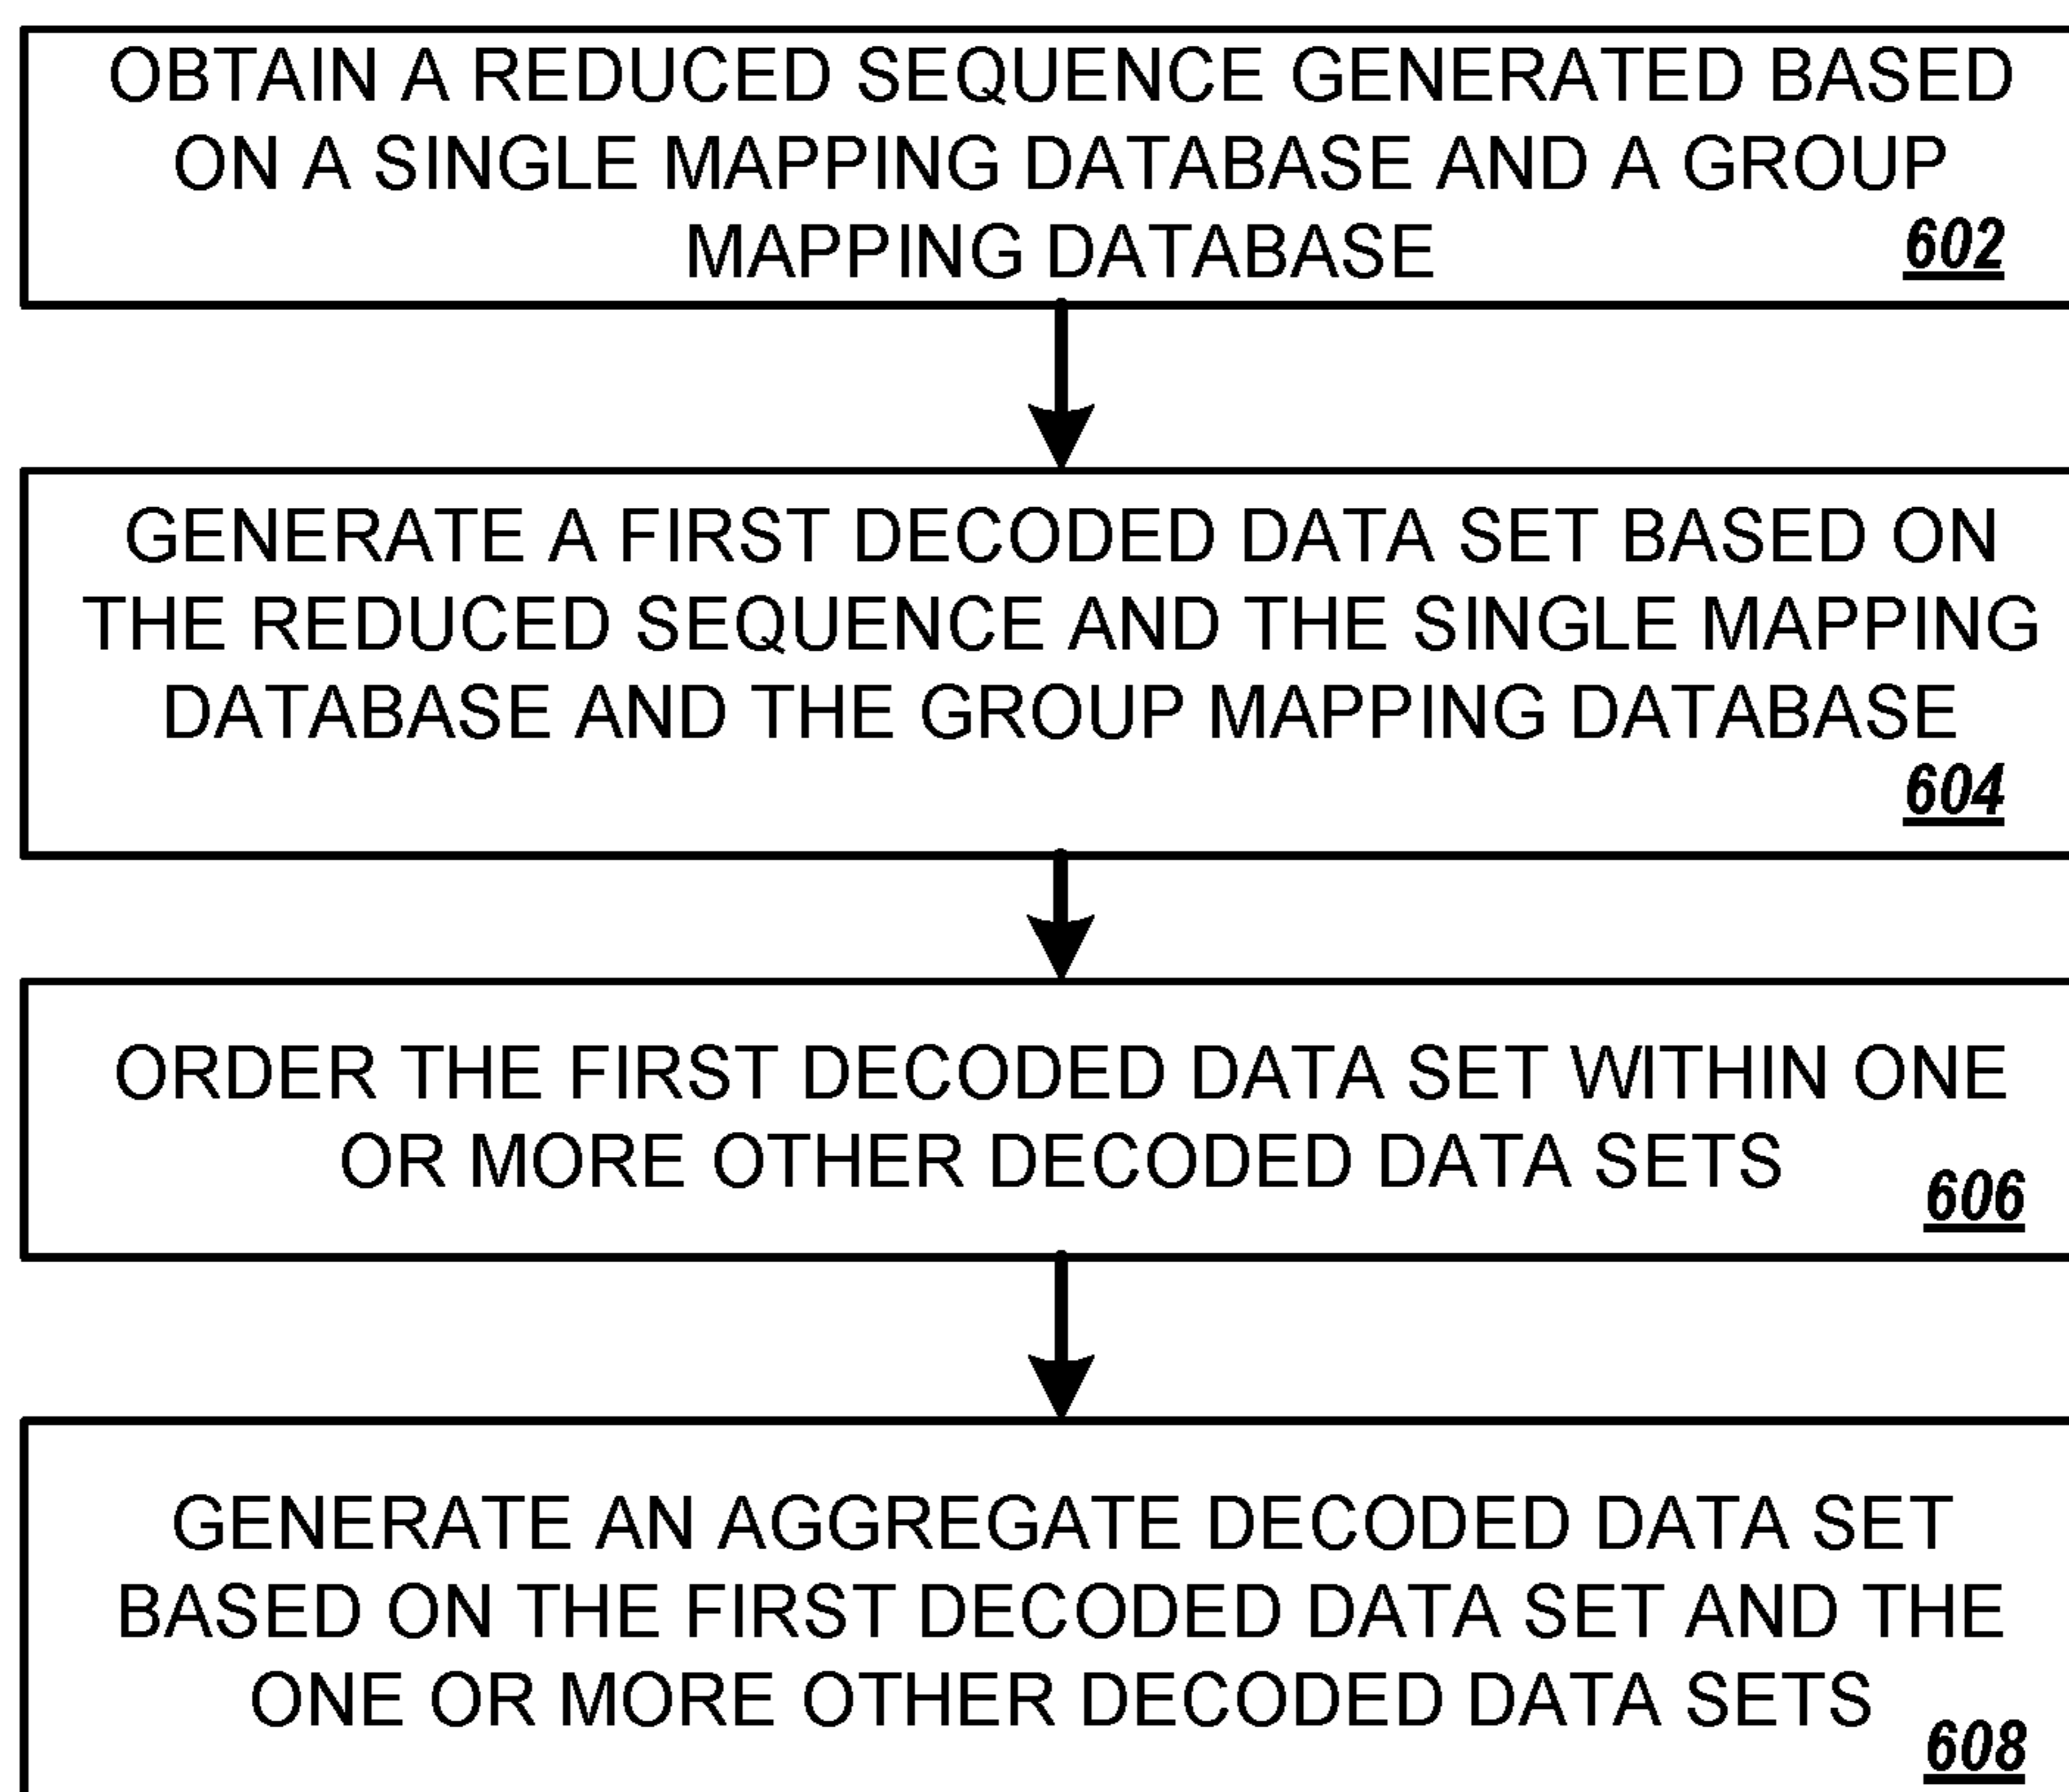 OBTAIN A REDUCED SEQUENCE GENERATED BASED
ON A SINGLE MAPPING DATABASE AND A GROUP
MAPPING DATABASE
602
GENERATE A FIRST DECODED DATA SET BASED ON
THE REDUCED SEQUENCE AND THE SINGLE MAPPING
DATABASE AND THE GROUP MAPPING DATABASE
604
ORDER THE FIRST DECODED DATA SET WITHIN ONE
OR MORE OTHER DECODED DATA SETS
606
GENERATE AN AGGREGATE DECODED DATA SET
BASED ON THE FIRST DECODED DATA SET AND THE
ONE OR MORE OTHER DECODED DATA SETS
608